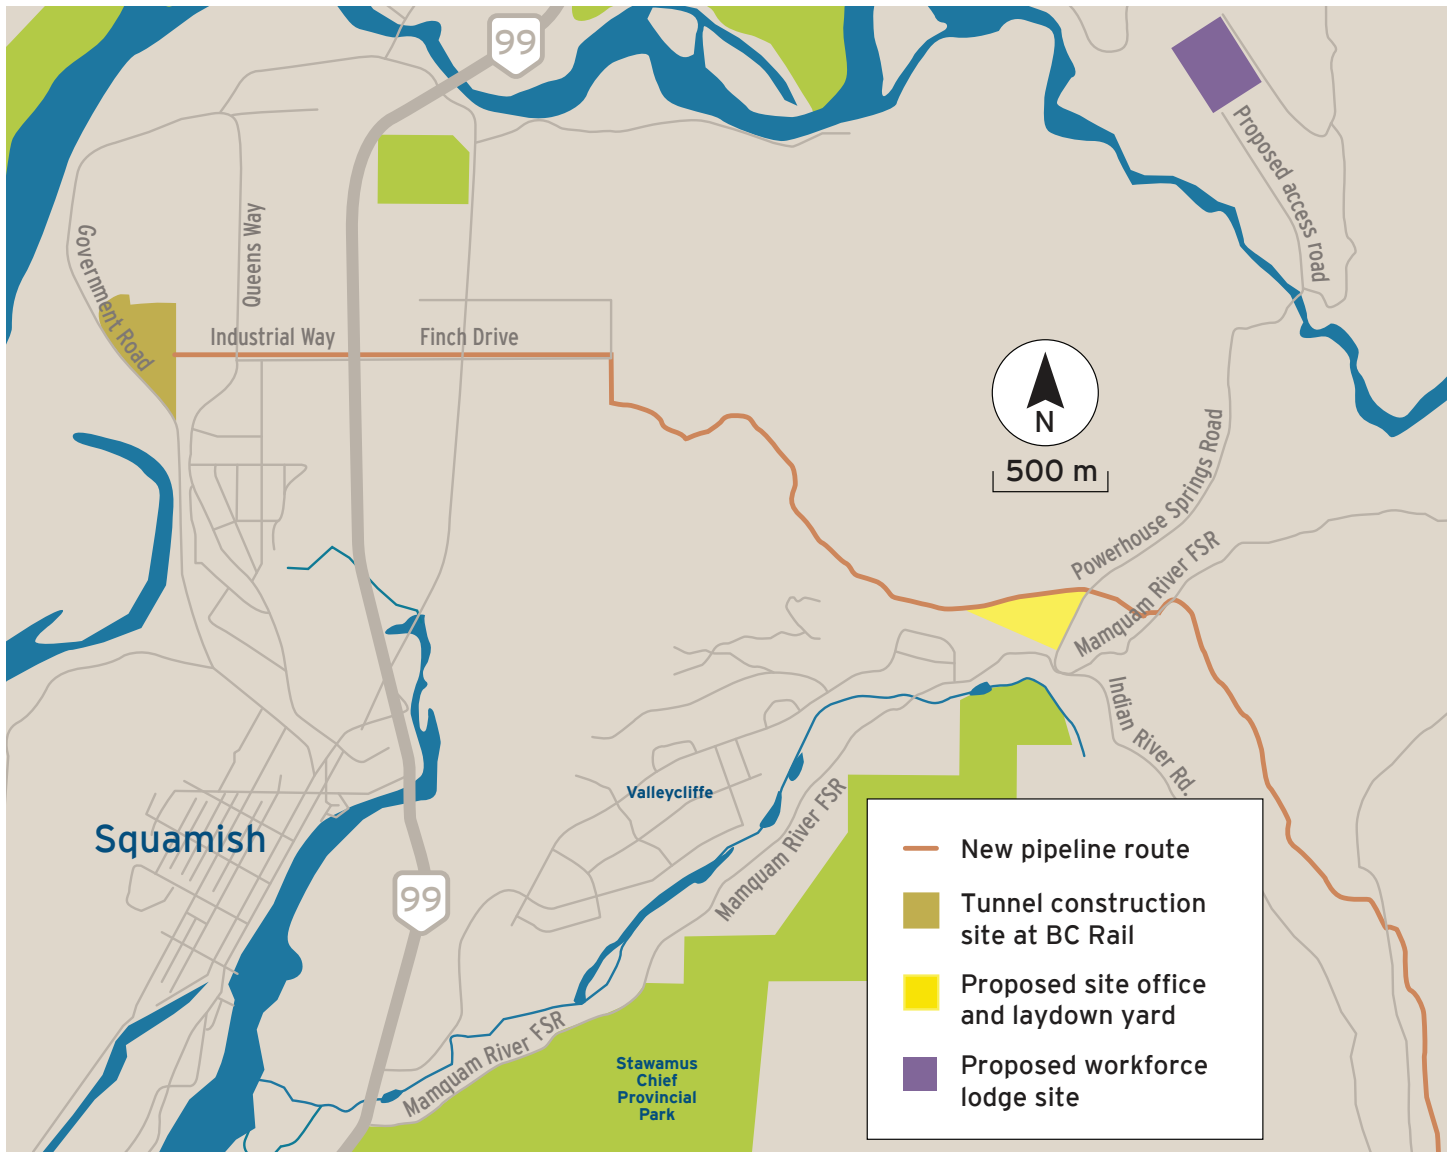 99
Proposed access road
Government Road
Queens Way
Industrial Way
Finch Drive
N
500 m
Powerhouse Springs Road
Mamquam River FSR
Indian River Rd.
Valleycliffe
Mamquam River FSR
Squamish
99
Mamquam River FSR
Stawamus
Chief
Provincial
Park
New pipeline route
Tunnel construction
site at BC Rail
Proposed site office
and laydown yard
Proposed workforce
lodge site